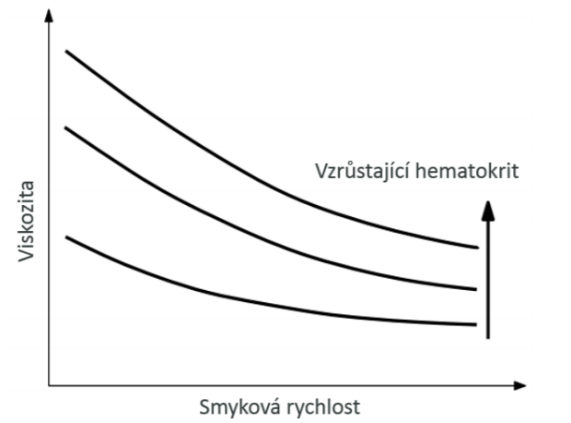 Vzrůstající hematokrit
Viskozita
Smyková rychlost